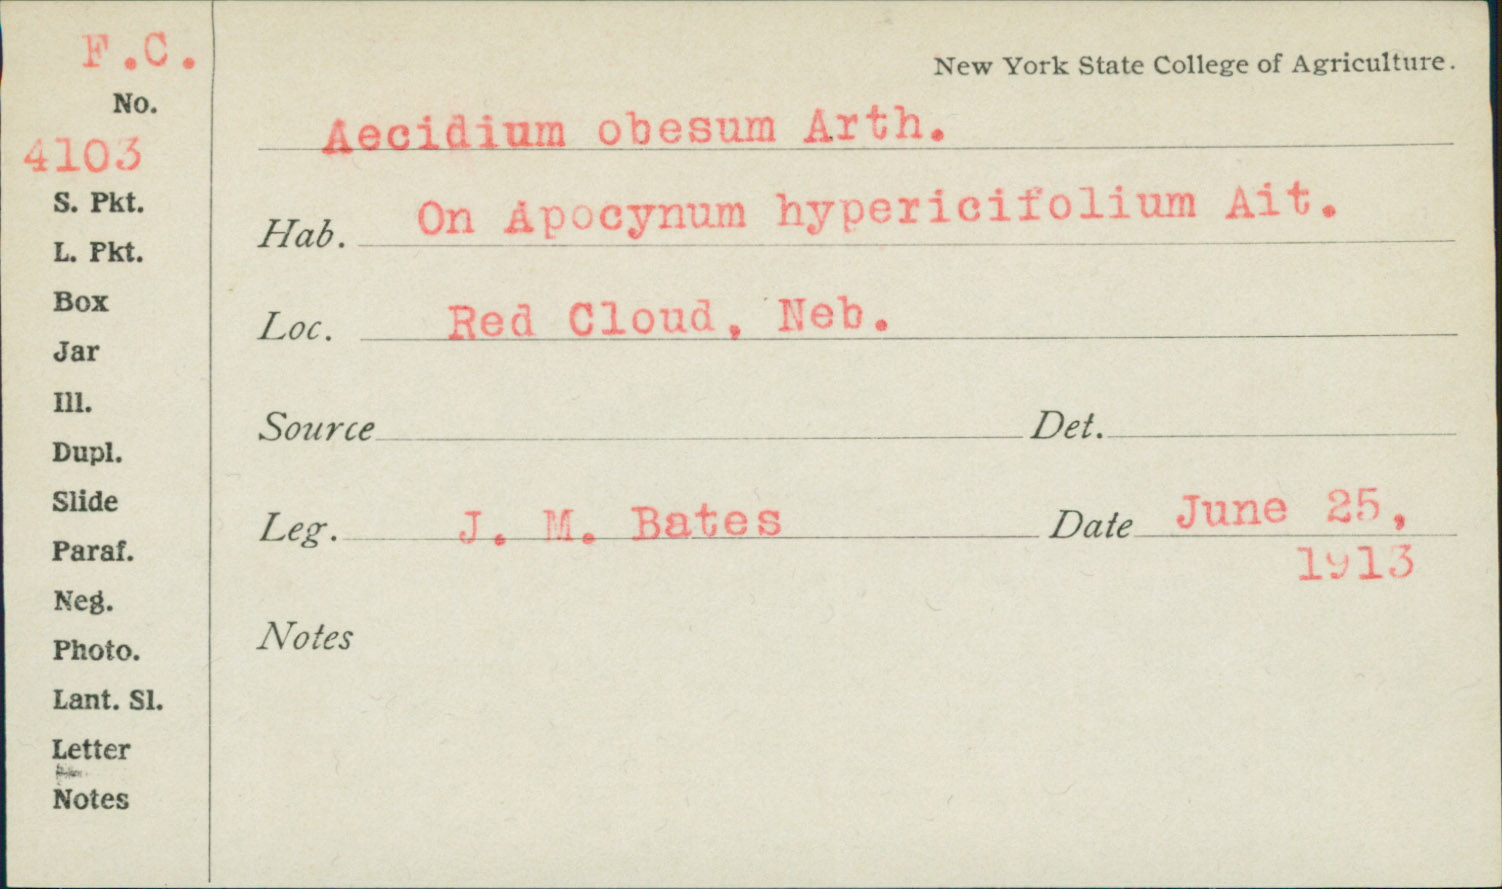 F.C.
No.
4103
S. Pkt.
L. Pkt.
Box
Jar
Ill.
Dupl.
Slide
Paraf.
Neg.
Photo.
Lant. Sl.
Letter
Notes
New York State College of Agriculture.
Aecidium obesum Arth.
Hab. On Apocynum hypericifolium Ait.
Loc. Red Cloud, Neb.
Source Det.
Leg. J. M. Bates Date June 25,
1913
Notes